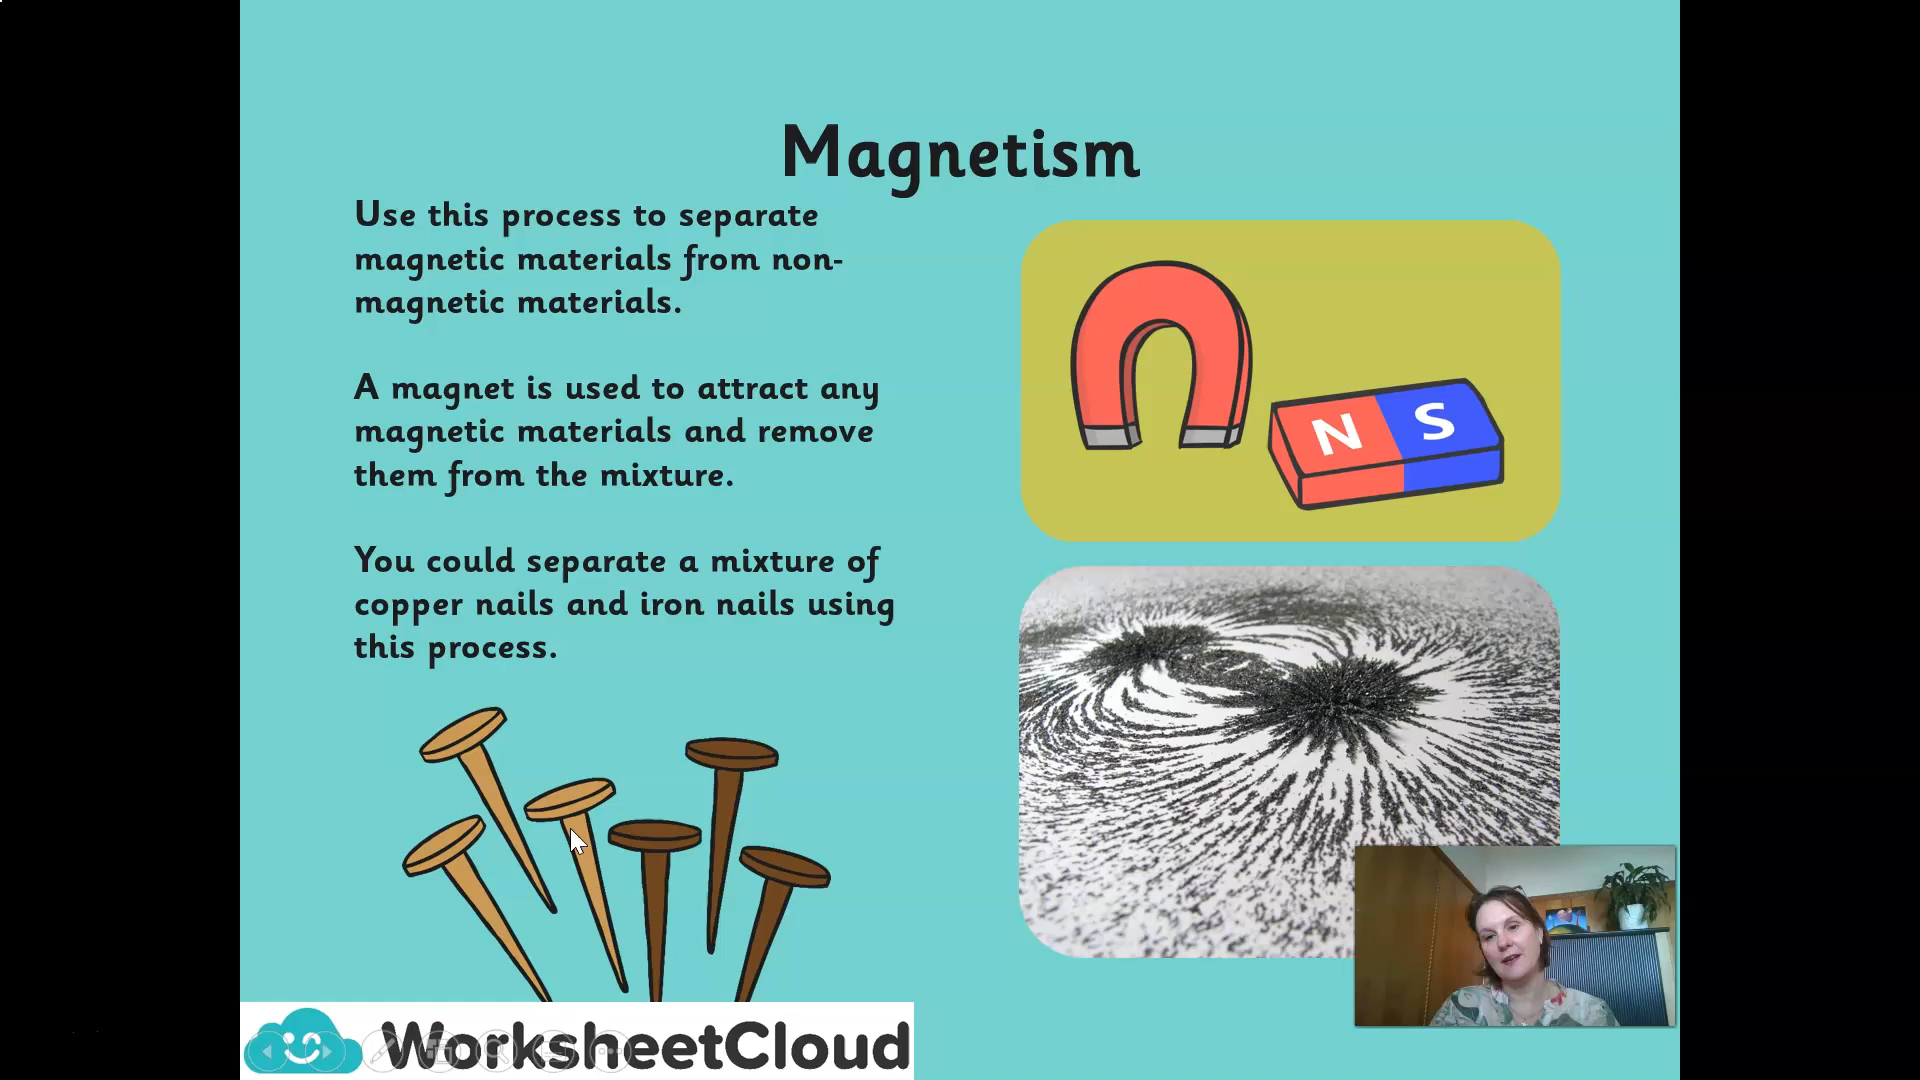 Magnetism
Use this process to separate
magnetic materials from non-
magnetic materials.
A magnet is used to attract any
magnetic materials and remove
them from the mixture.
You could separate a mixture of
copper nails and iron nails using
this process.
N S
WorksheetCloud